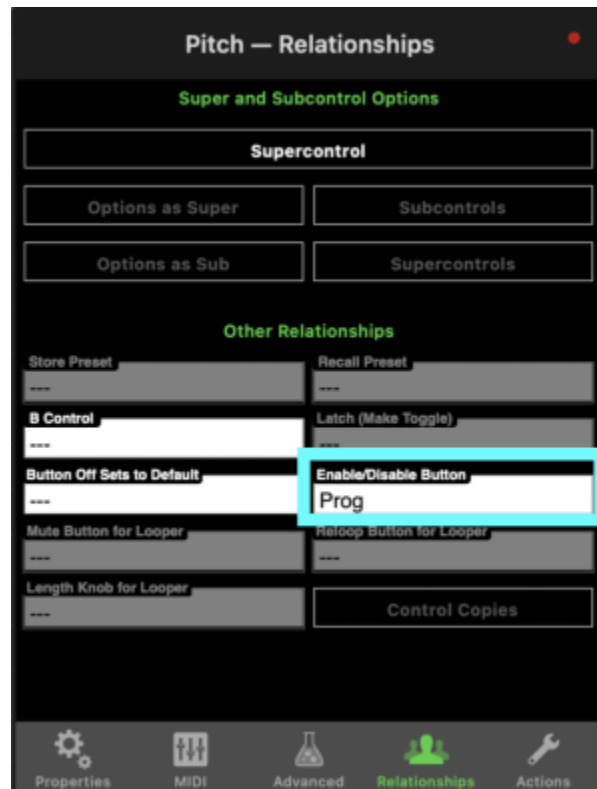 Pitch — Relationships
Super and Subcontrol Options
Supercontrol
Options as Super
Subcontrols
Options as Sub
Supercontrols
Other Relationships
Store Preset
Recall Preset
---
---
B Control
Latch (Make Toggle)
---
---
Button Off Sets to Default
Enable/Disable Button
---
Prog
Mute Button for Looper
Reloop Button for Looper
---
---
Length Knob for Looper
---
Control Copies
Properties
MIDI
Advanced
Relationships
Actions